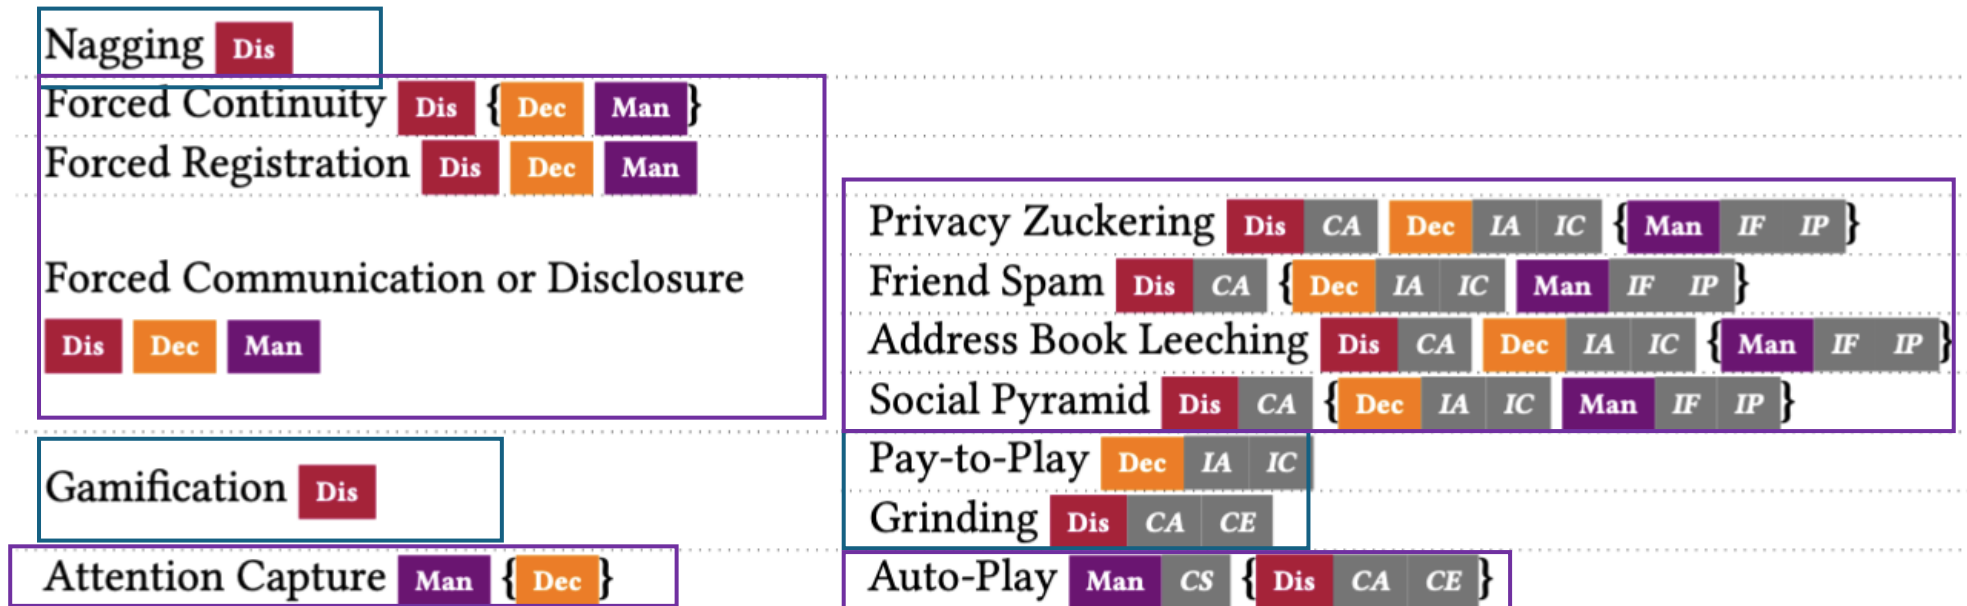 Nagging Dis
Forced Continuity Dis {Dec Man}
Forced Registration Dis Dec Man
Forced Communication or Disclosure
Dis Dec Man
Privacy Zuckering Dis CA Dec IA IC {Man IF IP}
Friend Spam Dis CA {Dec IA IC Man IF IP}
Address Book Leeching Dis CA Dec IA IC {Man IF IP}
Social Pyramid Dis CA {Dec IA IC Man IF IP}
Gamification Dis
Pay-to-Play Dec IA IC
Grinding Dis CA CE
Attention Capture Man {Dec}
Auto-Play Man CS {Dis CA CE}